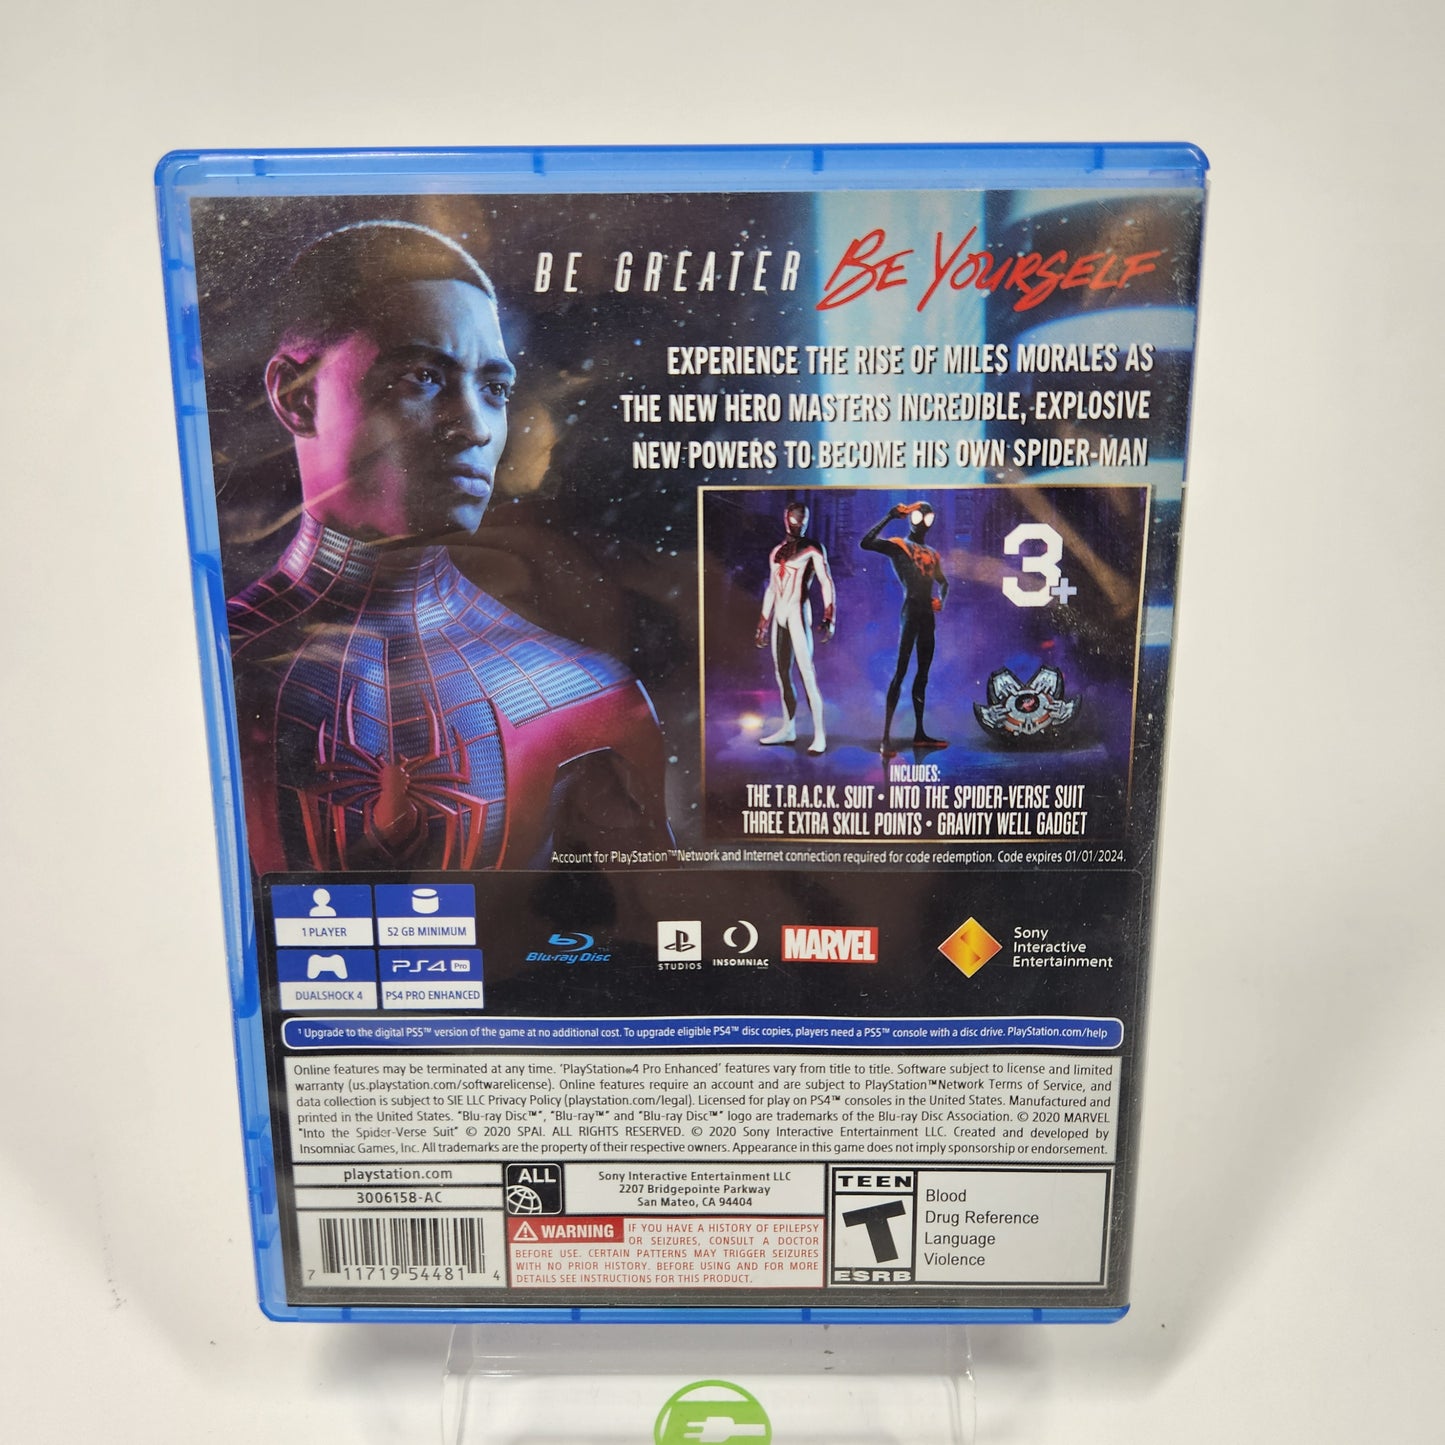 BE GREATER BE YOURSELF
EXPERIENCE THE RISE OF MILES MORALES AS
THE NEW HERO MASTERS INCREDIBLE, EXPLOSIVE
NEW POWERS TO BECOME HIS OWN SPIDER-MAN
3+
INCLUDES:
THE T.R.A.C.K. SUIT • INTO THE SPIDER-VERSE SUIT
THREE EXTRA SKILL POINTS • GRAVITY WELL GADGET
Account for PlayStation™Network and Internet connection required for code redemption. Code expires 01/01/2024.
1 PLAYER
52 GB MINIMUM
DUALSHOCK 4
PS4 Pro
PS4 PRO ENHANCED
Blu-ray Disc™
PS
STUDIOS
INSOMNIAC
GAMES
MARVEL
Sony
Interactive
Entertainment
¹ Upgrade to the digital PS5™ version of the game at no additional cost. To upgrade eligible PS4™ disc copies, players need a PS5™ console with a disc drive. PlayStation.com/help
Online features may be terminated at any time. 'PlayStation®4 Pro Enhanced' features vary from title to title. Software subject to license and limited
warranty (us.playstation.com/softwarelicense). Online features require an account and are subject to PlayStation™Network Terms of Service, and
data collection is subject to SIE LLC Privacy Policy (playstation.com/legal). Licensed for play on PS4™ consoles in the United States. Manufactured and
printed in the United States. "Blu-ray Disc™", "Blu-ray™" and "Blu-ray Disc™" logo are trademarks of the Blu-ray Disc Association. © 2020 MARVEL
"Into the Spider-Verse Suit" © 2020 SPAI. ALL RIGHTS RESERVED. © 2020 Sony Interactive Entertainment LLC. Created and developed by
Insomniac Games, Inc. All trademarks are the property of their respective owners. Appearance in this game does not imply sponsorship or endorsement.
playstation.com
3006158-AC
7 11719 54481 4
ALL
Sony Interactive Entertainment LLC
2207 Bridgepointe Parkway
San Mateo, CA 94404
WARNING IF YOU HAVE A HISTORY OF EPILEPSY
OR SEIZURES, CONSULT A DOCTOR
BEFORE USE. CERTAIN PATTERNS MAY TRIGGER SEIZURES
WITH NO PRIOR HISTORY. BEFORE USING AND FOR MORE
DETAILS SEE INSTRUCTIONS FOR THIS PRODUCT.
TEEN
T
ESRB
Blood
Drug Reference
Language
Violence